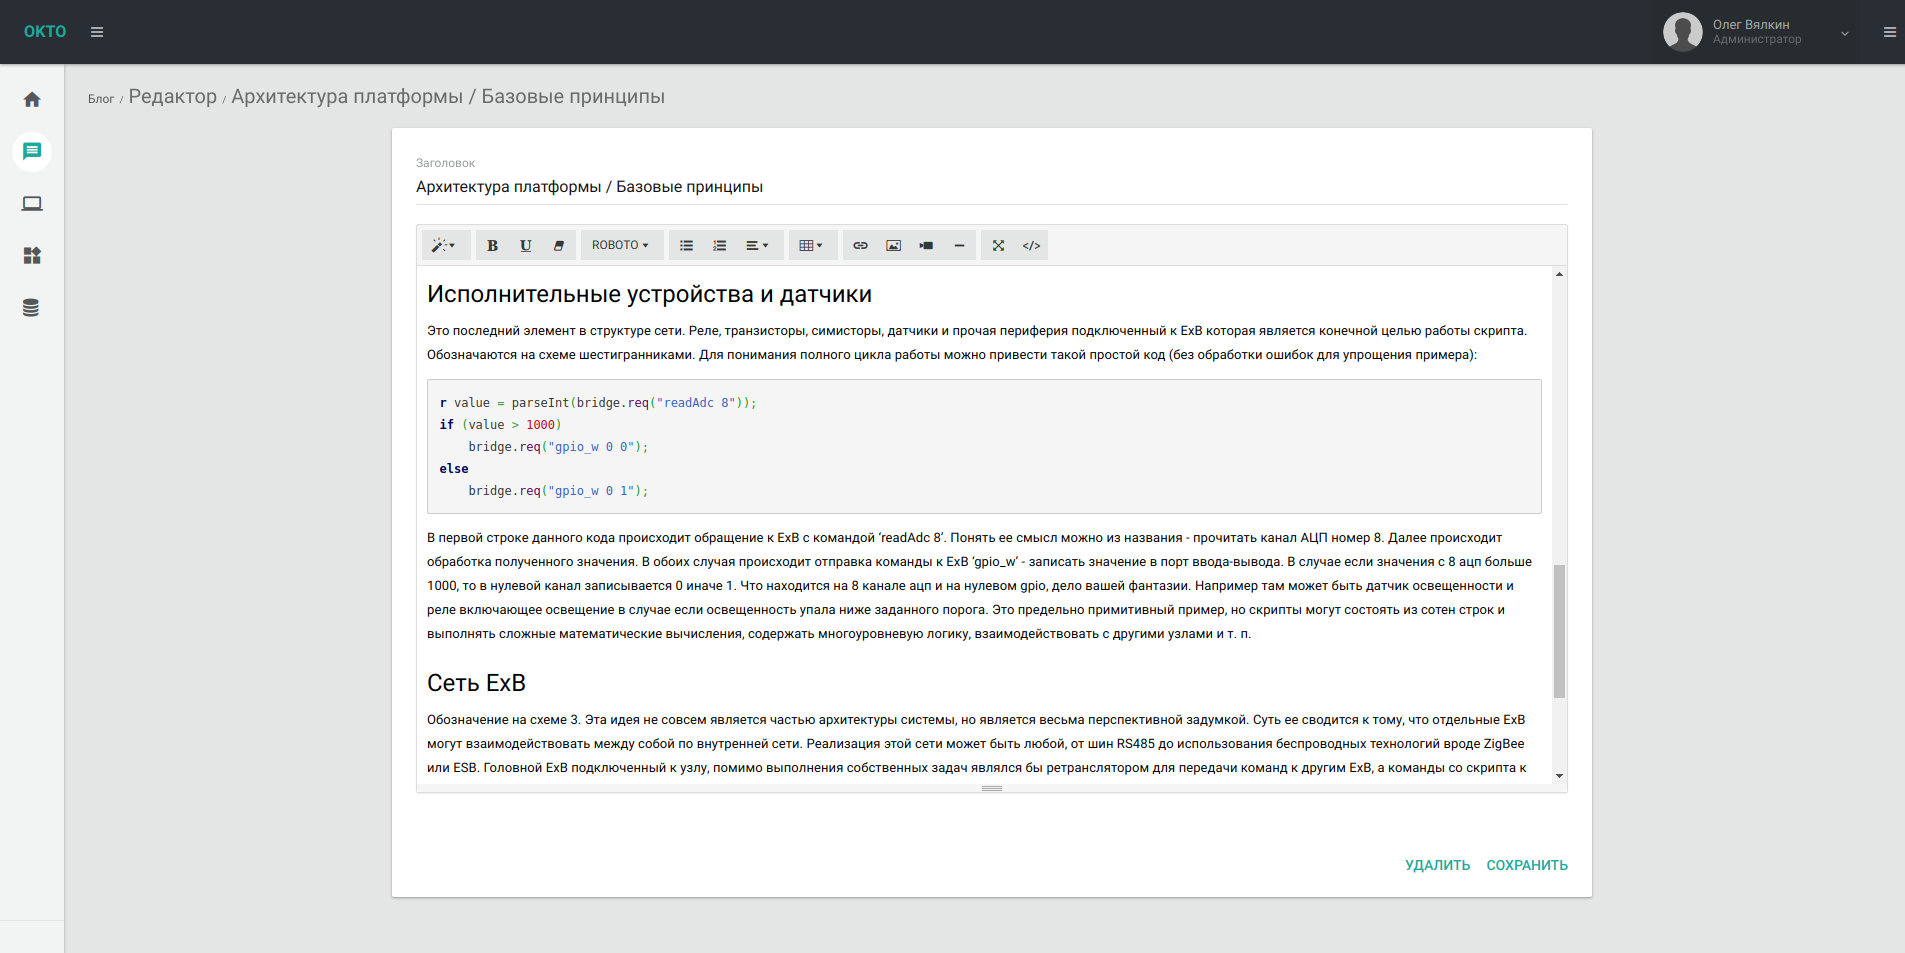 ОКТО
Олег Вялкин
Администратор
Блог / Редактор / Архитектура платформы / Базовые принципы
Заголовок
Архитектура платформы / Базовые принципы
B U ROBOTO </>
Исполнительные устройства и датчики
Это последний элемент в структуре сети. Реле, транзисторы, симисторы, датчики и прочая периферия подключенный к ExB которая является конечной целью работы скрипта.
Обозначаются на схеме шестигранниками. Для понимания полного цикла работы можно привести такой простой код (без обработки ошибок для упрощения примера):
r value = parseInt(bridge.req("readAdc 8"));
if (value > 1000)
    bridge.req("gpio_w 0 0");
else
    bridge.req("gpio_w 0 1");
В первой строке данного кода происходит обращение к ExB с командой ‘readAdc 8’. Понять ее смысл можно из названия - прочитать канал АЦП номер 8. Далее происходит
обработка полученного значения. В обоих случая происходит отправка команды к ExB ‘gpio_w’ - записать значение в порт ввода-вывода. В случае если значения с 8 ацп больше
1000, то в нулевой канал записывается 0 иначе 1. Что находится на 8 канале ацп и на нулевом gpio, дело вашей фантазии. Например там может быть датчик освещенности и
реле включающее освещение в случае если освещенность упала ниже заданного порога. Это предельно примитивный пример, но скрипты могут состоять из сотен строк и
выполнять сложные математические вычисления, содержать многоуровневую логику, взаимодействовать с другими узлами и т. п.
Сеть ExB
Обозначение на схеме 3. Эта идея не совсем является частью архитектуры системы, но является весьма перспективной задумкой. Суть ее сводится к тому, что отдельные ExB
могут взаимодействовать между собой по внутренней сети. Реализация этой сети может быть любой, от шин RS485 до использования беспроводных технологий вроде ZigBee
или ESB. Головной ExB подключенный к узлу, помимо выполнения собственных задач являлся бы ретранслятором для передачи команд к другим ExB, а команды со скрипта к
УДАЛИТЬ СОХРАНИТЬ